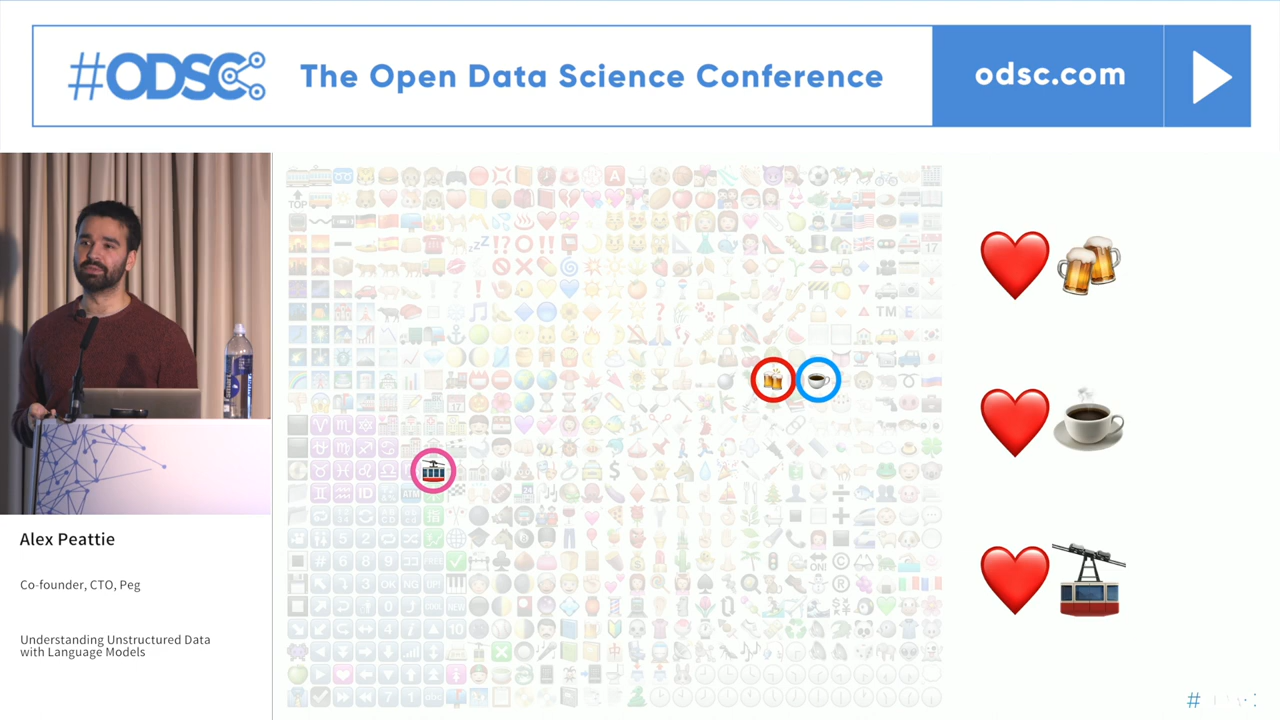 #ODSC The Open Data Science Conference odsc.com
Alex Peattie
Co-founder, CTO, Peg
Understanding Unstructured Data
with Language Models